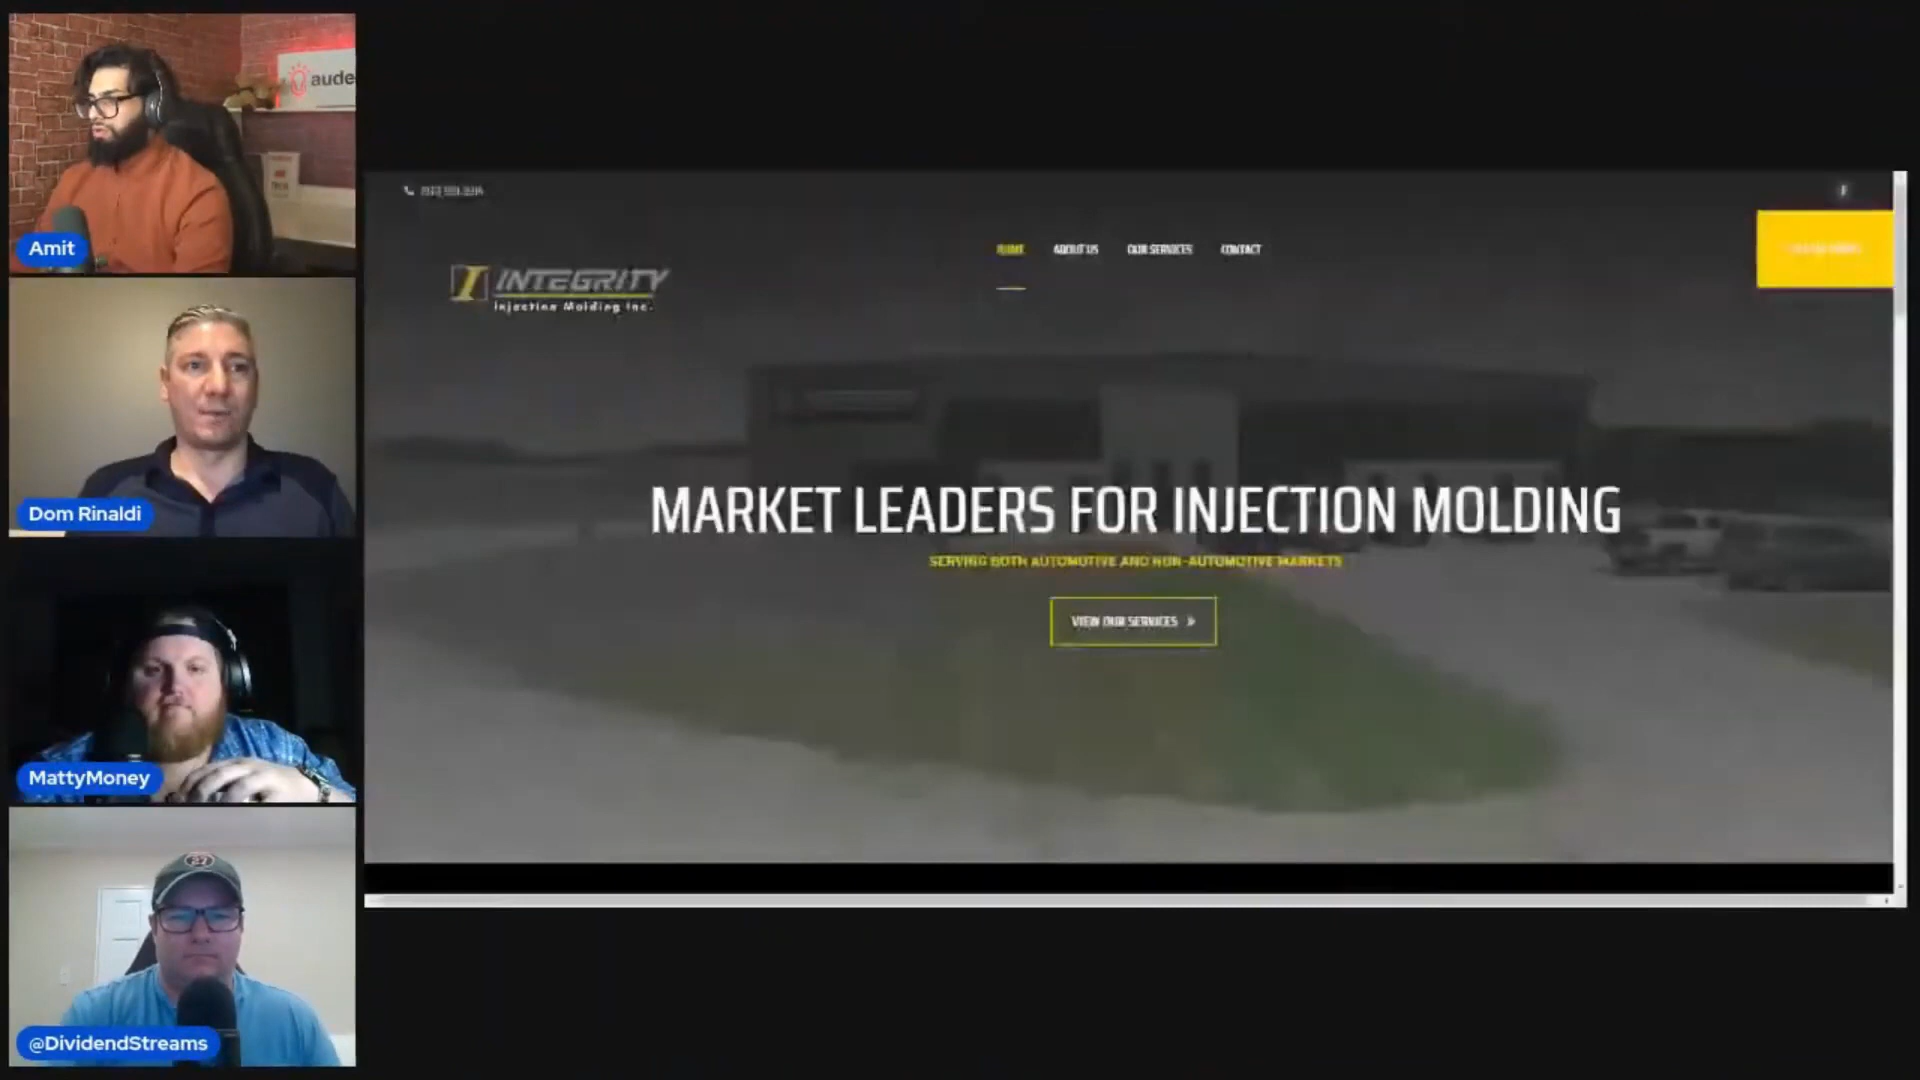 aude
Amit
Dom Rinaldi
MattyMoney
@DividendStreams
HOME
ABOUT US
OUR SERVICES
CONTACT
INTEGRITY
Injection Molding Inc.
MARKET LEADERS FOR INJECTION MOLDING
SERVING BOTH AUTOMOTIVE AND NON-AUTOMOTIVE MARKETS
VIEW OUR SERVICES »